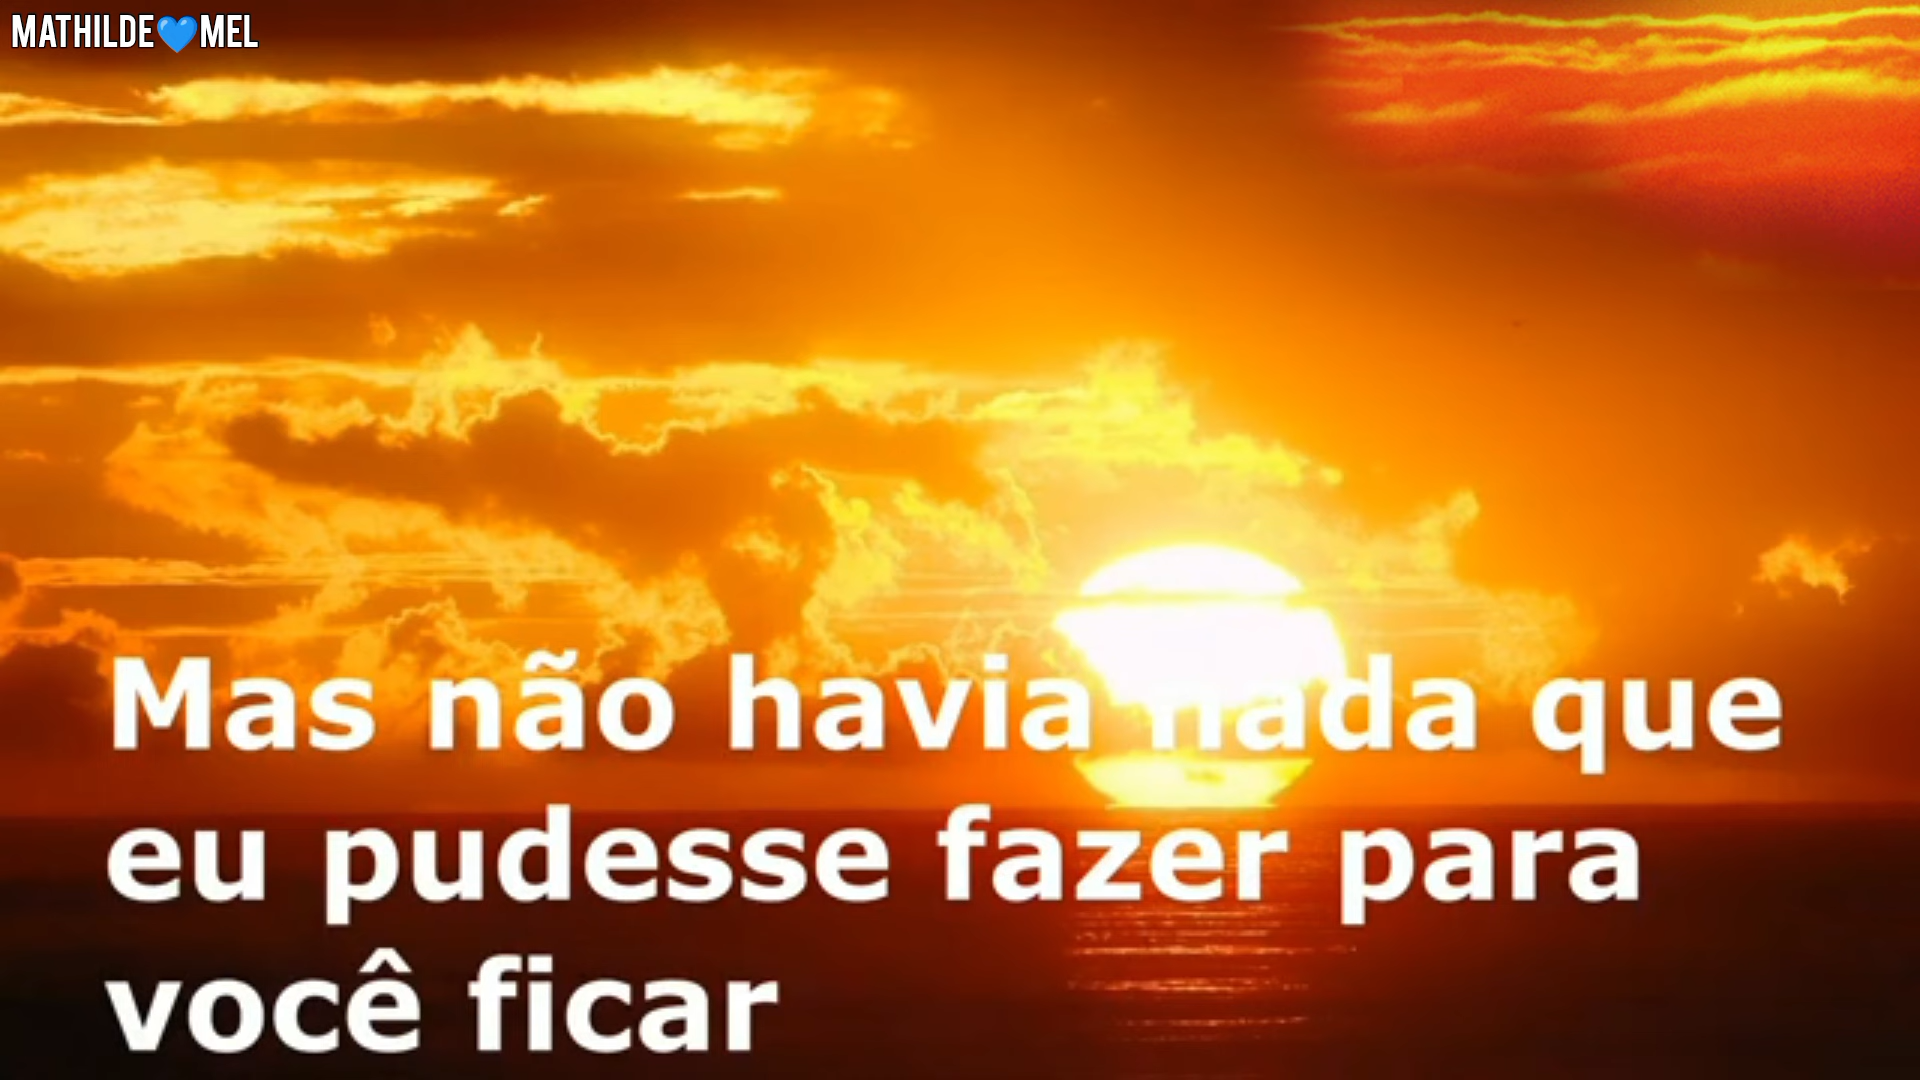 MATHILDE💙MEL
Mas não havia nada que
eu pudesse fazer para
você ficar